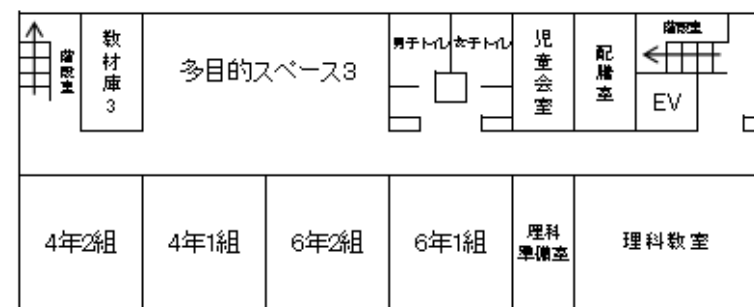 階段室
教材庫3
多目的スペース3
男子トイレ
女子トイレ
児童会室
配膳室
階段室
EV
4年2組
4年1組
6年2組
6年1組
理科
準備室
理科教室